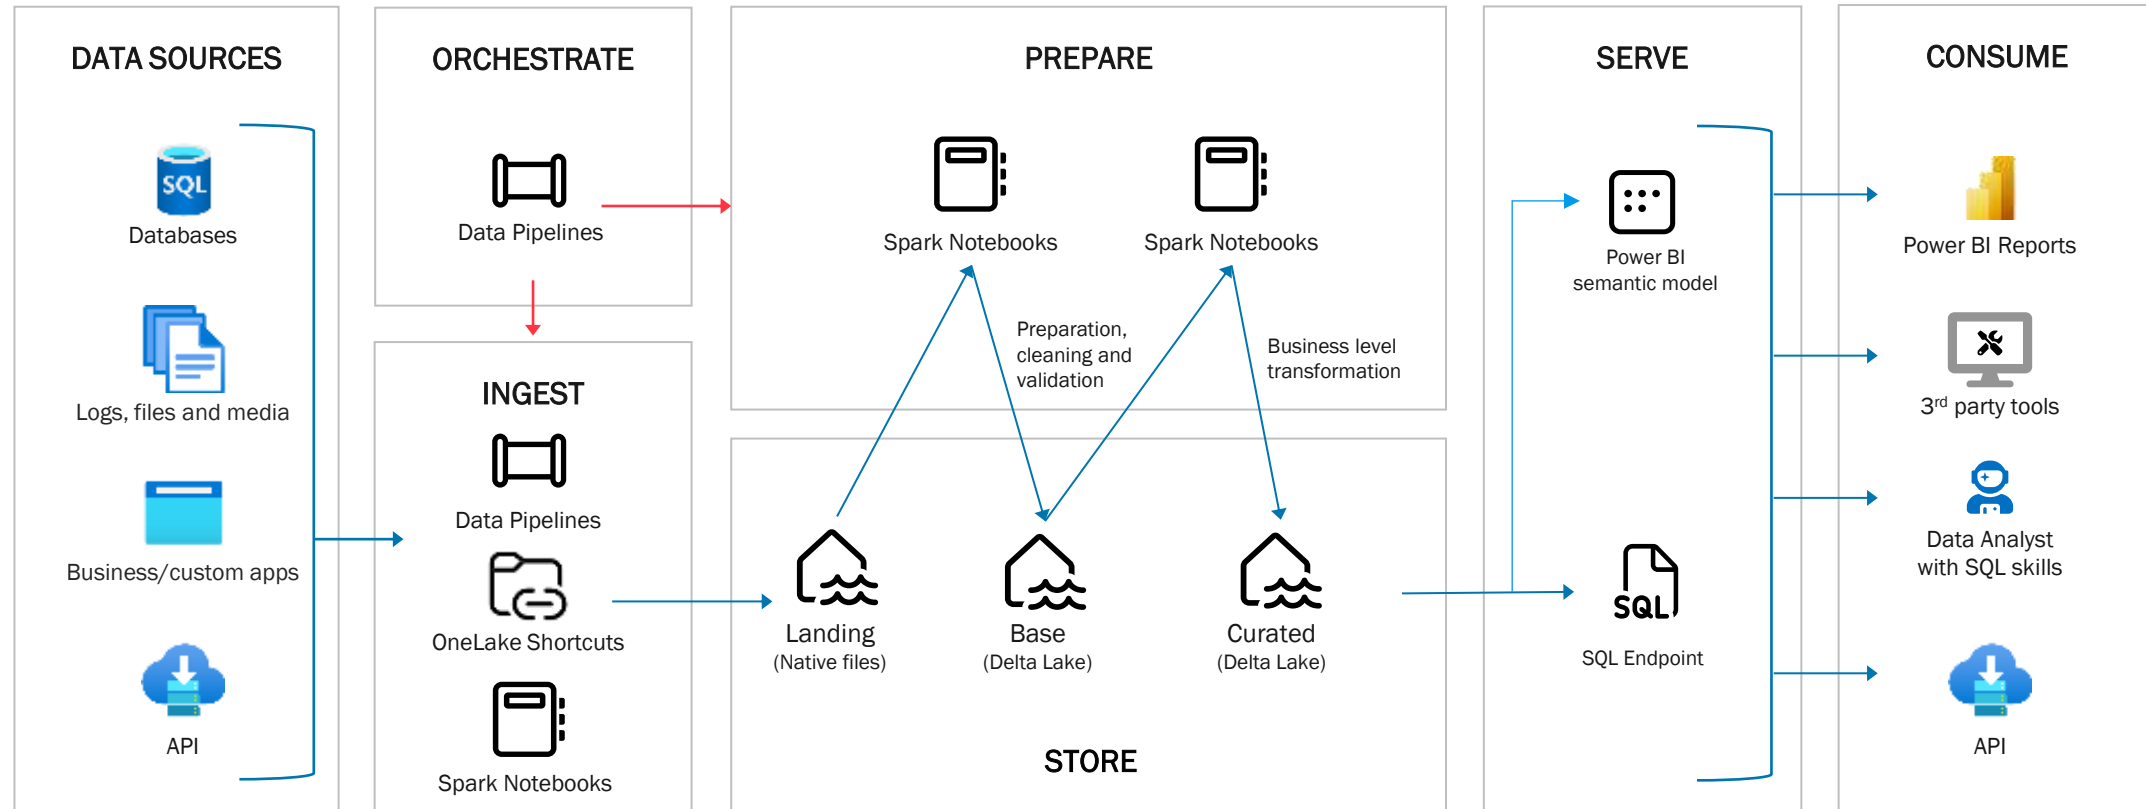 DATA SOURCES
SQL
Databases
Logs, files and media
Business/custom apps
API
ORCHESTRATE
Data Pipelines
INGEST
Data Pipelines
OneLake Shortcuts
Spark Notebooks
PREPARE
Spark Notebooks
Spark Notebooks
Preparation,
cleaning and
validation
Business level
transformation
Landing
(Native files)
Base
(Delta Lake)
Curated
(Delta Lake)
STORE
SERVE
Power BI
semantic model
SQL
SQL Endpoint
CONSUME
Power BI Reports
3rd party tools
Data Analyst
with SQL skills
API